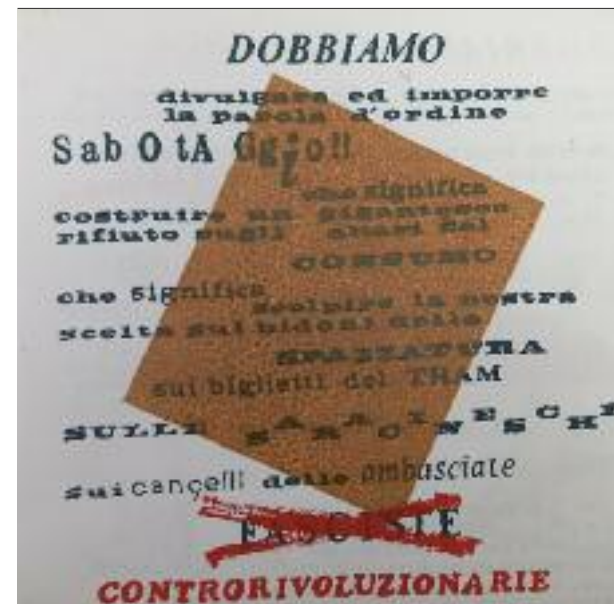 DOBBIAMO
divulgare ed imporre
la parola d'ordine
Sab O tA Ggio!!
che significa
costruire un gigantesco
rifiuto sugli altari del
CONSUMO
che significa
scolpire la nostra
scelta sui bidoni della
SPAZZATURA
sui biglietti del TRAM
SULLE SARACINESCHE
sui cancelli delle ambasciate
FASCISTE
CONTRORIVOLUZIONARIE